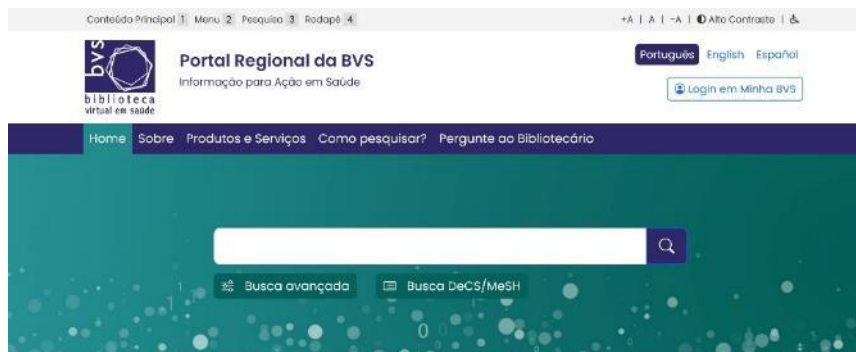 Conteúdo Principal 1 Menu 2 Pesquisa 3 Rodapé 4
+A | A | -A | Alto Contraste |
bvs
biblioteca
virtual em saúde
Portal Regional da BVS
Informação para Ação em Saúde
Português English Español
Login em Minha BVS
Home Sobre Produtos e Serviços Como pesquisar? Pergunte ao Bibliotecário
Busca avançada Busca DeCS/MeSH